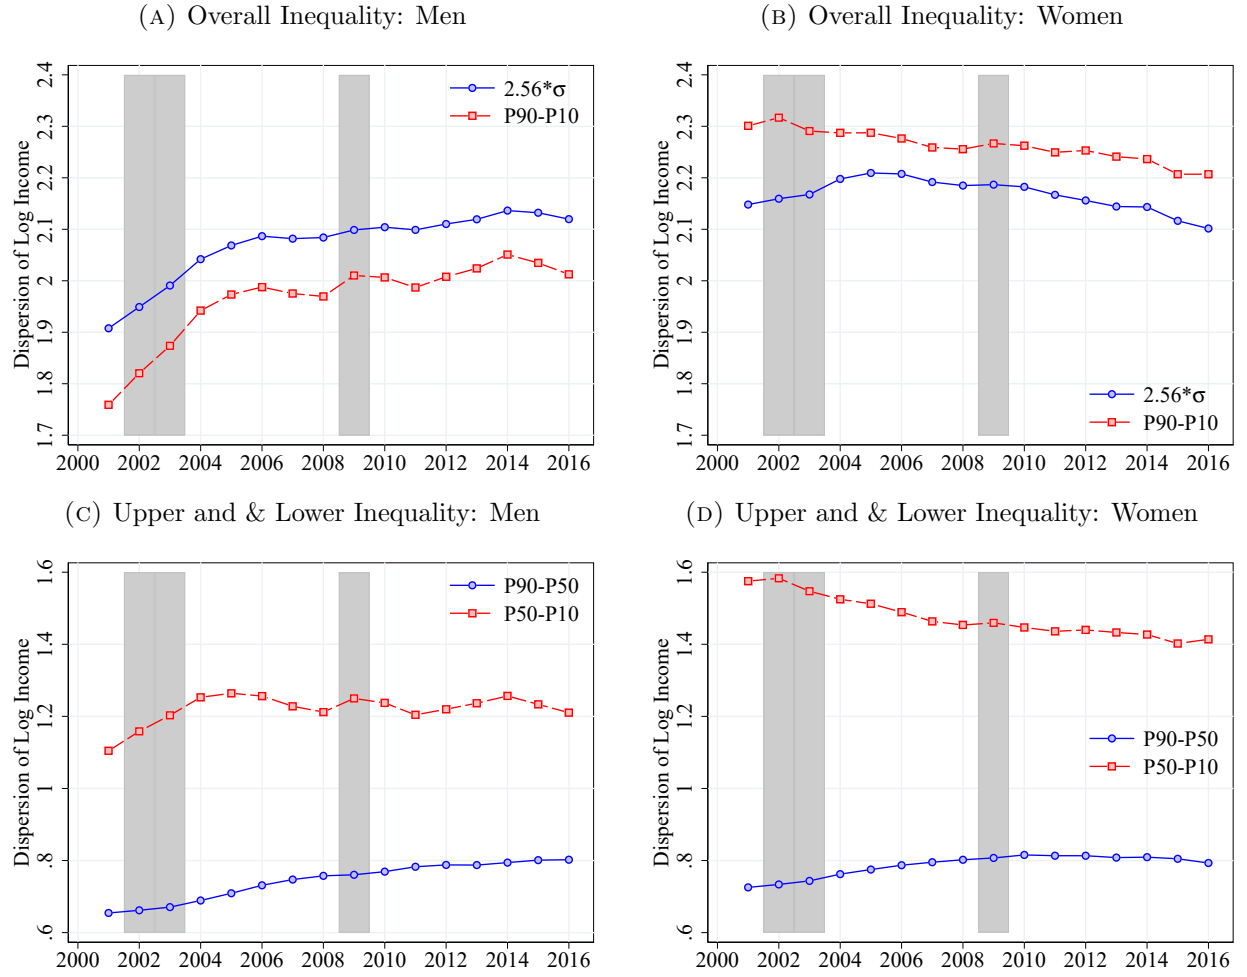 (A) Overall Inequality: Men
2.4
2.3
2.2
2.1
2
1.9
1.8
1.7
Dispersion of Log Income
2.56*σ
P90-P10
2000 2002 2004 2006 2008 2010 2012 2014 2016
(B) Overall Inequality: Women
2.4
2.3
2.2
2.1
2
1.9
1.8
1.7
Dispersion of Log Income
2.56*σ
P90-P10
2000 2002 2004 2006 2008 2010 2012 2014 2016
(C) Upper and & Lower Inequality: Men
1.6
1.4
1.2
1
.8
.6
Dispersion of Log Income
P90-P50
P50-P10
2000 2002 2004 2006 2008 2010 2012 2014 2016
(D) Upper and & Lower Inequality: Women
1.6
1.4
1.2
1
.8
.6
Dispersion of Log Income
P90-P50
P50-P10
2000 2002 2004 2006 2008 2010 2012 2014 2016